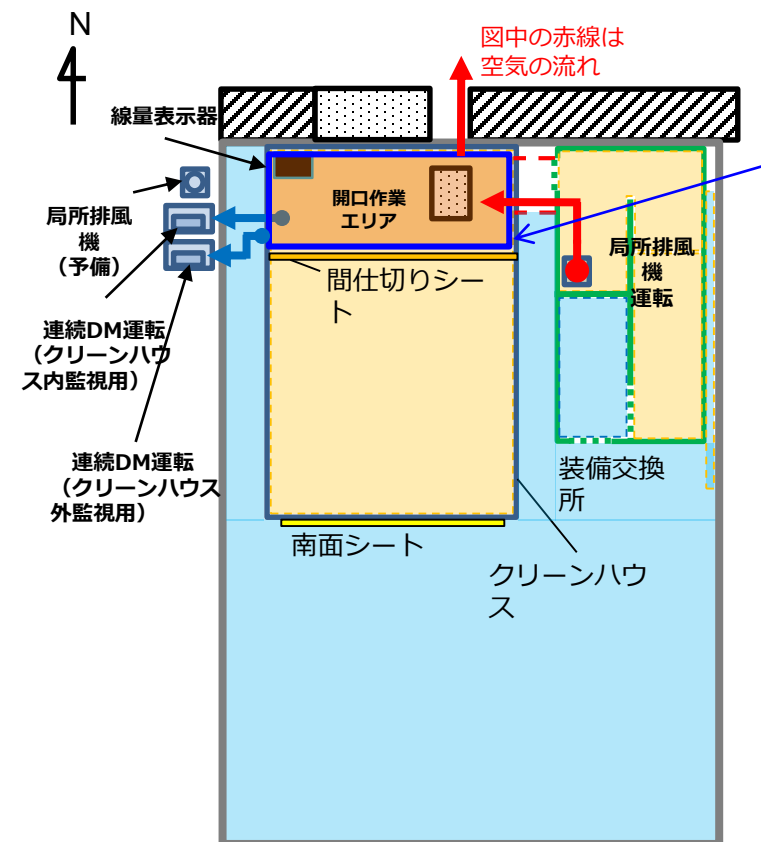 N
図中の赤線は
空気の流れ
線量表示器
開口作業
エリア
局所排風
機
（予備）
局所排風
機
運転
間仕切りシー
ト
連続DM運転
（クリーンハウ
ス内監視用）
連続DM運転
（クリーンハウス
外監視用）
装備交換
所
南面シート
クリーンハウ
ス